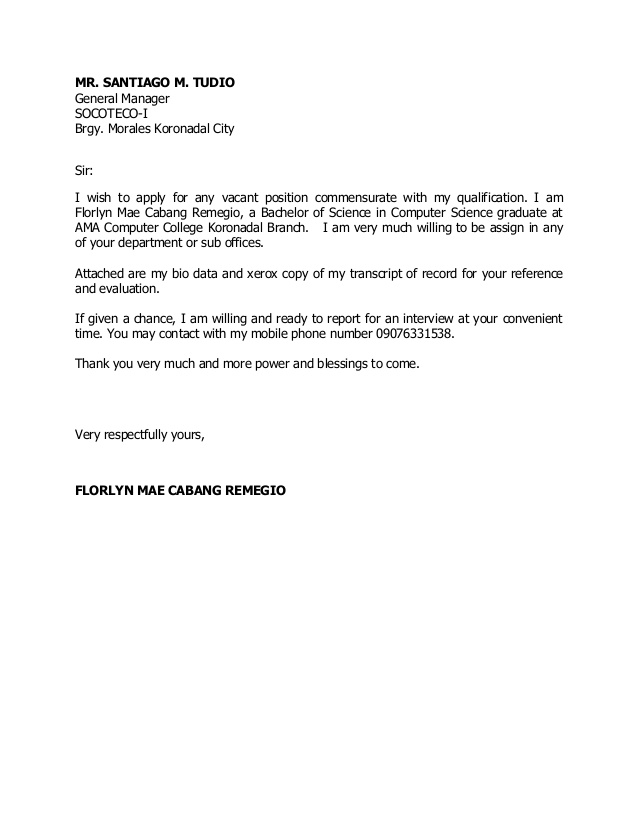 MR. SANTIAGO M. TUDIO
General Manager
SOCOTECO-I
Brgy. Morales Koronadal City
Sir:
I wish to apply for any vacant position commensurate with my qualification. I am
Florlyn Mae Cabang Remegio, a Bachelor of Science in Computer Science graduate at
AMA Computer College Koronadal Branch. I am very much willing to be assign in any
of your department or sub offices.
Attached are my bio data and xerox copy of my transcript of record for your reference
and evaluation.
If given a chance, I am willing and ready to report for an interview at your convenient
time. You may contact with my mobile phone number 09076331538.
Thank you very much and more power and blessings to come.
Very respectfully yours,
FLORLYN MAE CABANG REMEGIO